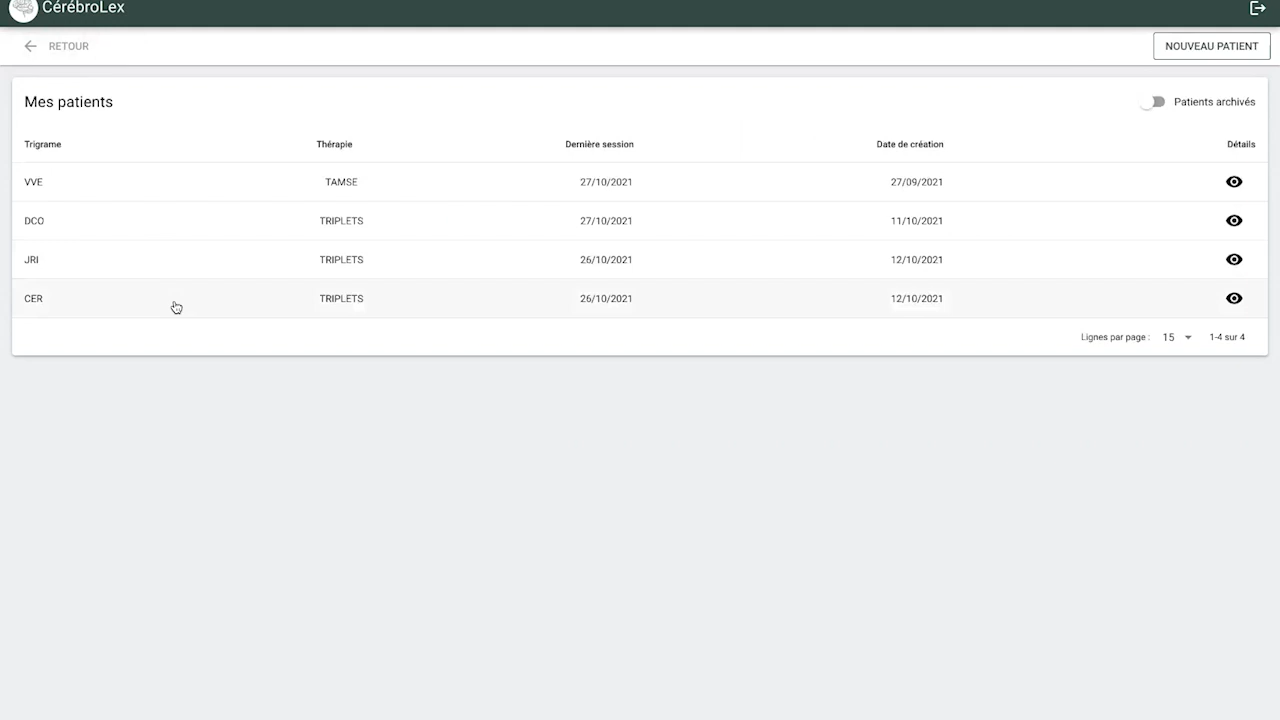 CérébroLex
RETOUR
NOUVEAU PATIENT
Mes patients
Patients archivés
Trigrame Thérapie Dernière session Date de création Détails
VVE TAMSE 27/10/2021 27/09/2021
DCO TRIPLETS 27/10/2021 11/10/2021
JRI TRIPLETS 26/10/2021 12/10/2021
CER TRIPLETS 26/10/2021 12/10/2021
Lignes par page : 15 1-4 sur 4